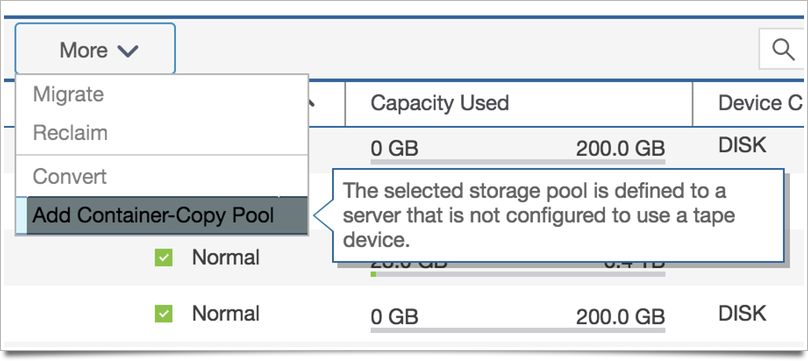 More
Migrate
Reclaim
Convert
Add Container-Copy Pool
Capacity Used
Device C
0 GB
200.0 GB
DISK
The selected storage pool is defined to a
server that is not configured to use a tape
device.
Normal
Normal
0 GB
200.0 GB
DISK